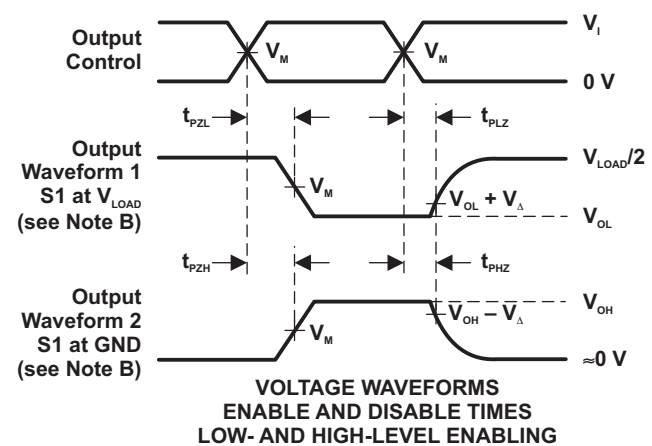 Output
Control
V_M
V_M
V_I
0 V
t_PZL
t_PLZ
Output
Waveform 1
S1 at V_LOAD
(see Note B)
V_M
V_LOAD/2
V_OL + V_Δ
V_OL
t_PZH
t_PHZ
Output
Waveform 2
S1 at GND
(see Note B)
V_M
V_OH
V_OH – V_Δ
≈0 V
VOLTAGE WAVEFORMS
ENABLE AND DISABLE TIMES
LOW- AND HIGH-LEVEL ENABLING